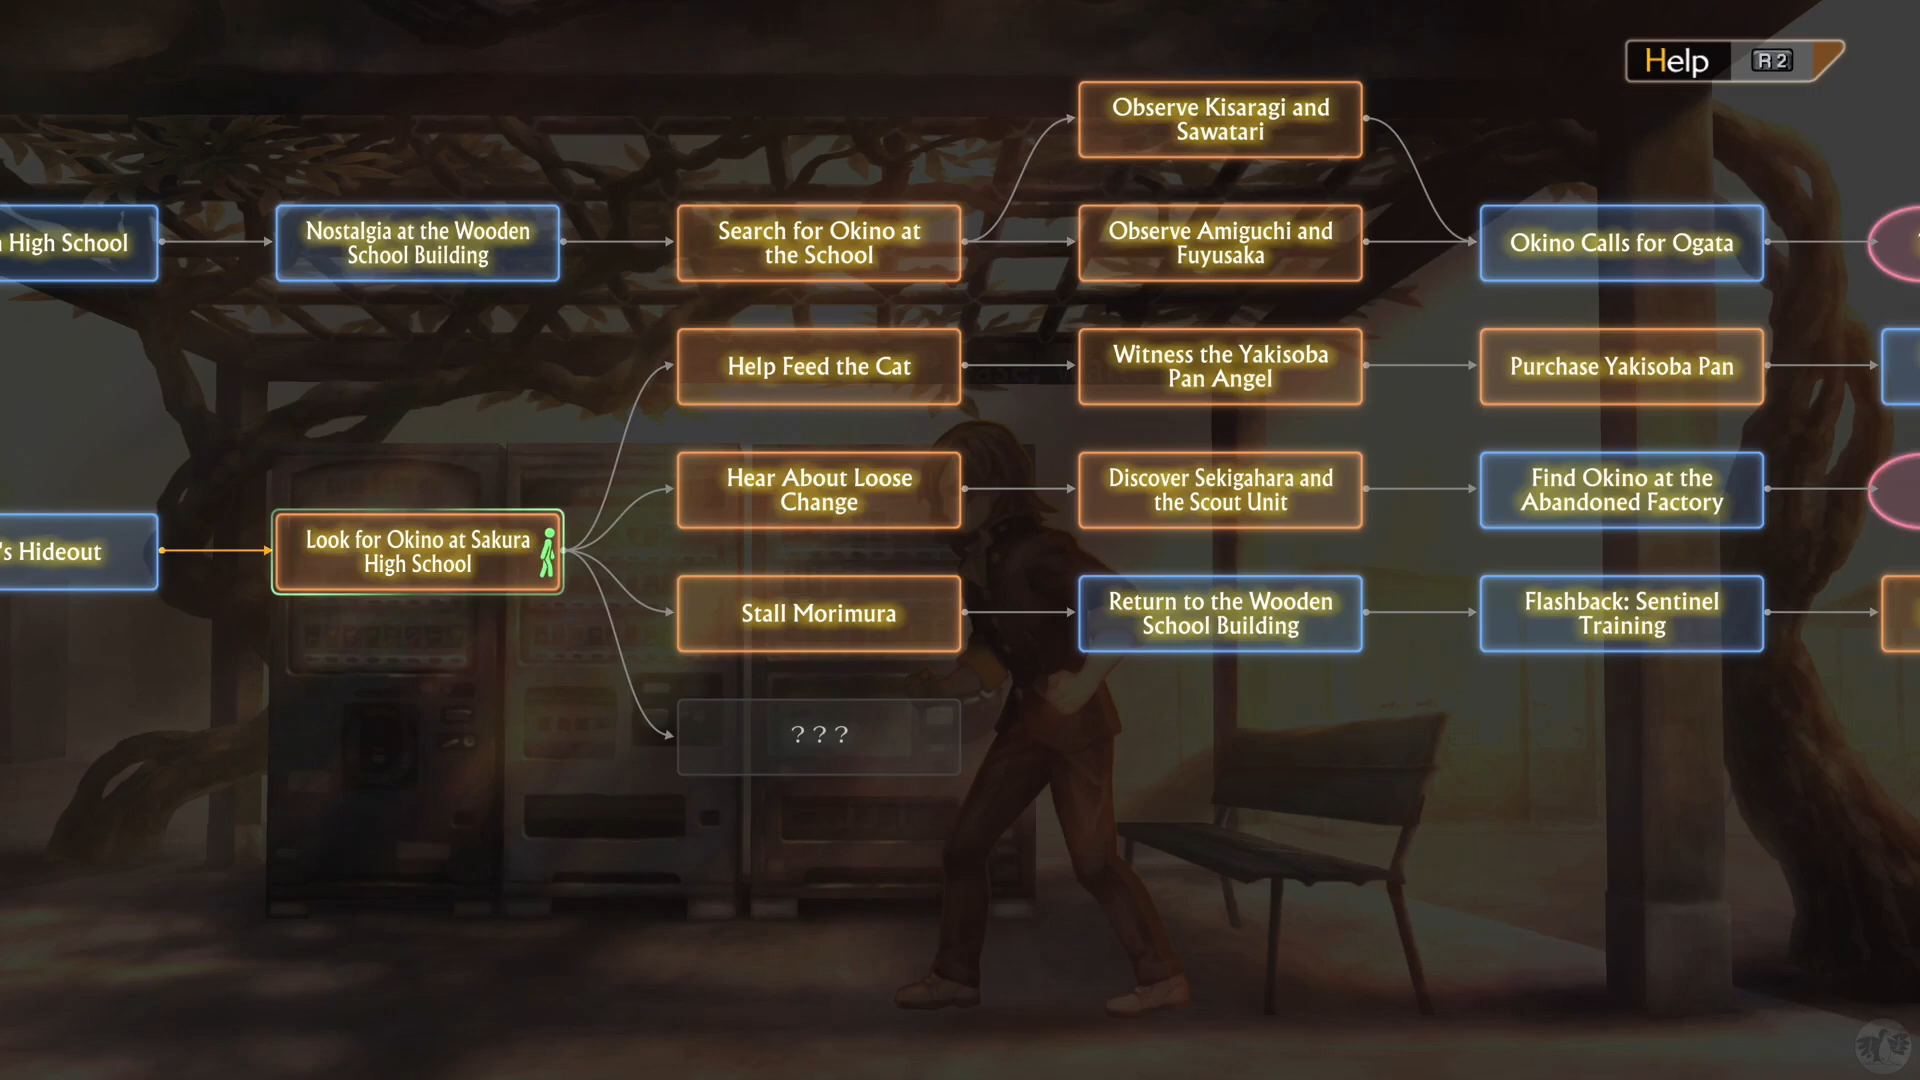 Help R2
Observe Kisaragi and
Sawatari
High School
Nostalgia at the Wooden
School Building
Search for Okino at
the School
Observe Amiguchi and
Fuyusaka
Okino Calls for Ogata
Help Feed the Cat
Witness the Yakisoba
Pan Angel
Purchase Yakisoba Pan
Hear About Loose
Change
Discover Sekigahara and
the Scout Unit
Find Okino at the
Abandoned Factory
's Hideout
Look for Okino at Sakura
High School
Stall Morimura
Return to the Wooden
School Building
Flashback: Sentinel
Training
???